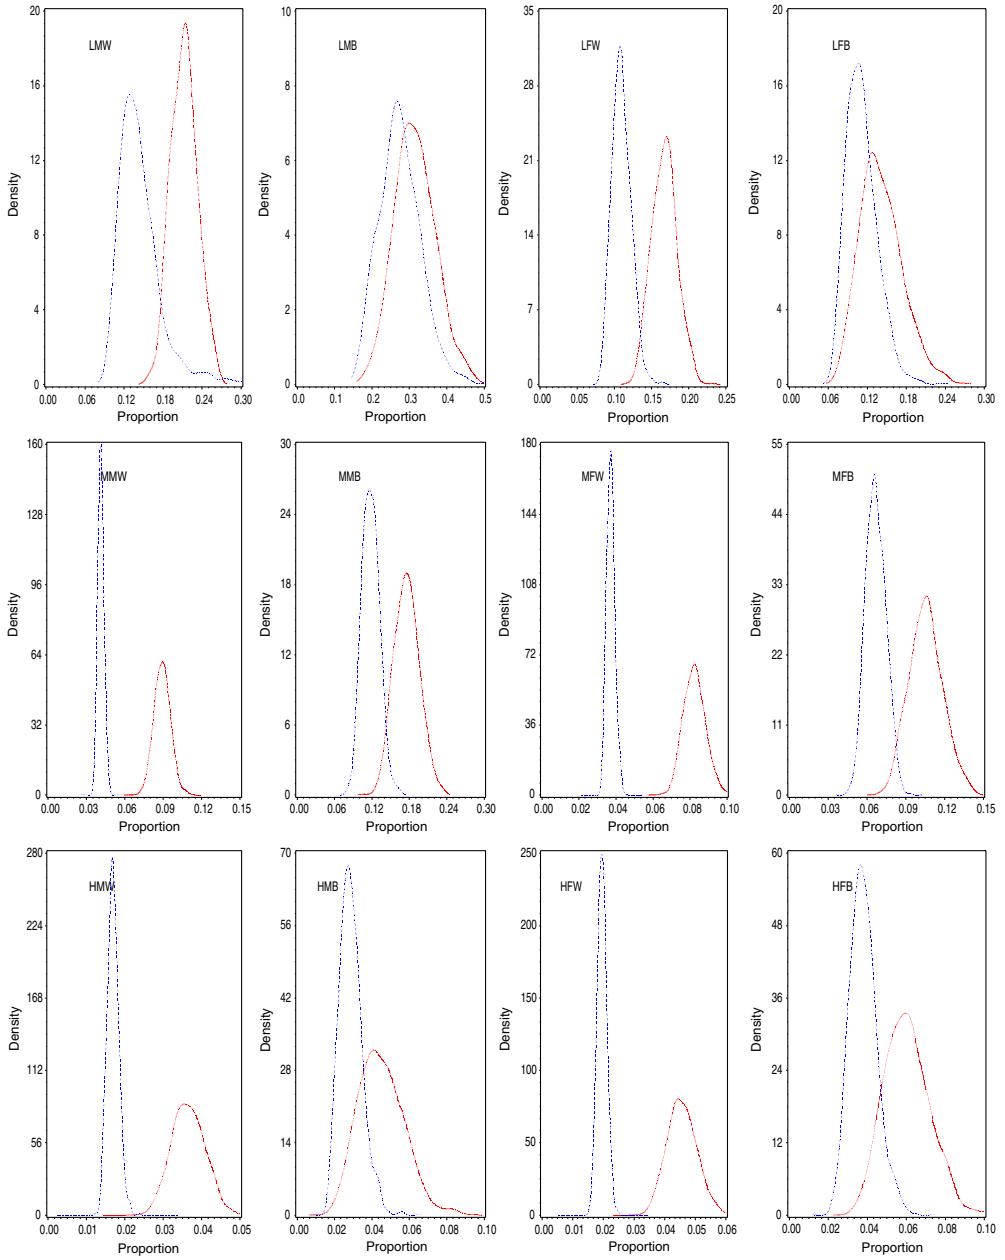 LMW
Density
20
16
12
8
4
0
0.00 0.06 0.12 0.18 0.24 0.30
Proportion
LMB
Density
10
8
6
4
2
0
0.0 0.1 0.2 0.3 0.4 0.5
Proportion
LFW
Density
35
28
21
14
7
0
0.00 0.05 0.10 0.15 0.20 0.25
Proportion
LFB
Density
20
16
12
8
4
0
0.00 0.06 0.12 0.18 0.24 0.30
Proportion
MMW
Density
160
128
96
64
32
0
0.00 0.03 0.06 0.09 0.12 0.15
Proportion
MMB
Density
30
24
18
12
6
0
0.00 0.06 0.12 0.18 0.24 0.30
Proportion
MFW
Density
180
144
108
72
36
0
0.00 0.02 0.04 0.06 0.08 0.10
Proportion
MFB
Density
55
44
33
22
11
0
0.00 0.03 0.06 0.09 0.12 0.15
Proportion
HMW
Density
280
224
168
112
56
0
0.00 0.01 0.02 0.03 0.04 0.05
Proportion
HMB
Density
70
56
42
28
14
0
0.00 0.02 0.04 0.06 0.08 0.10
Proportion
HFW
Density
250
200
150
100
50
0
0.00 0.01 0.02 0.03 0.04 0.05 0.06
Proportion
HFB
Density
60
48
36
24
12
0
0.00 0.02 0.04 0.06 0.08 0.10
Proportion